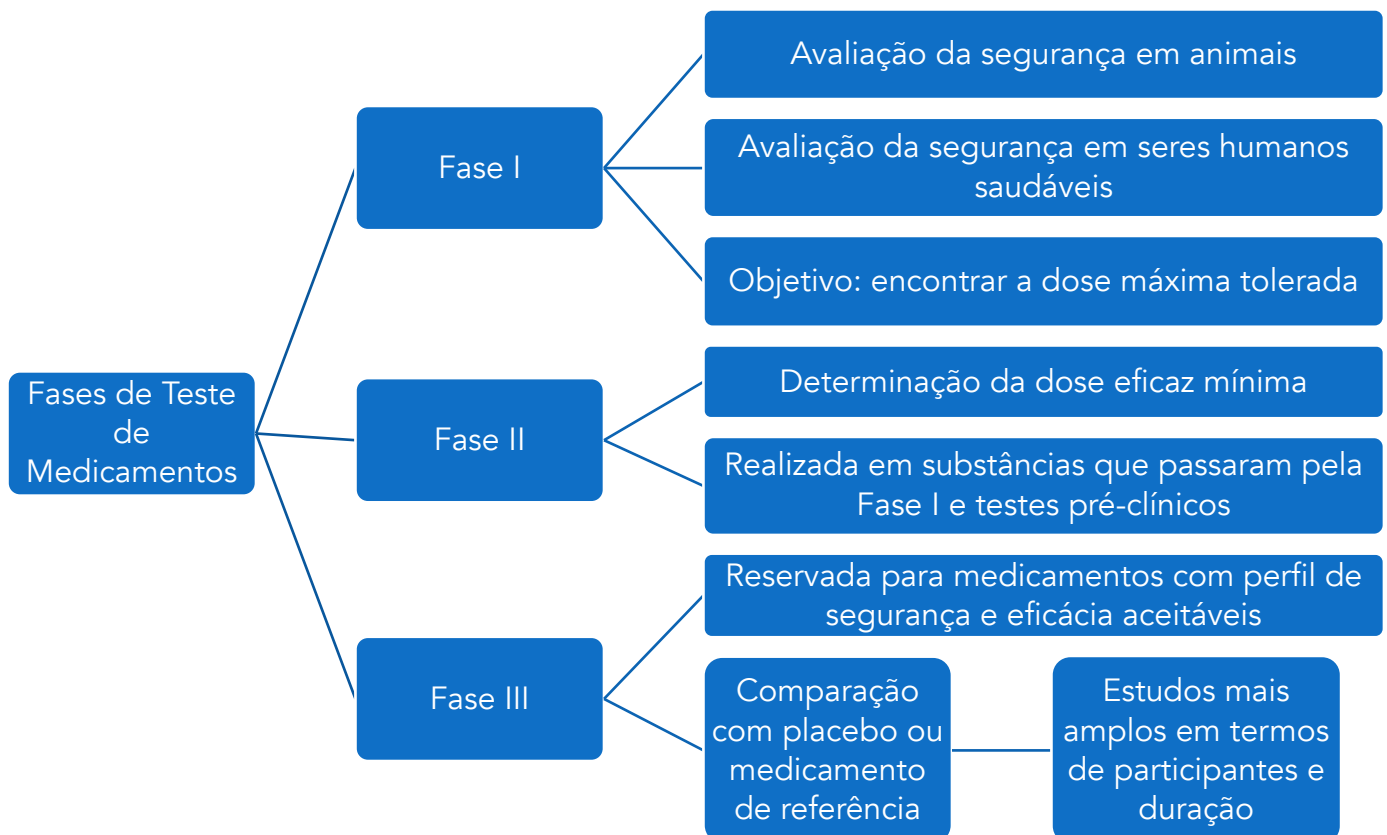 Fases de Teste
de
Medicamentos
Fase I
Avaliação da segurança em animais
Avaliação da segurança em seres humanos
saudáveis
Objetivo: encontrar a dose máxima tolerada
Fase II
Determinação da dose eficaz mínima
Realizada em substâncias que passaram pela
Fase I e testes pré-clínicos
Fase III
Reservada para medicamentos com perfil de
segurança e eficácia aceitáveis
Comparação
com placebo ou
medicamento
de referência
Estudos mais
amplos em termos
de participantes e
duração